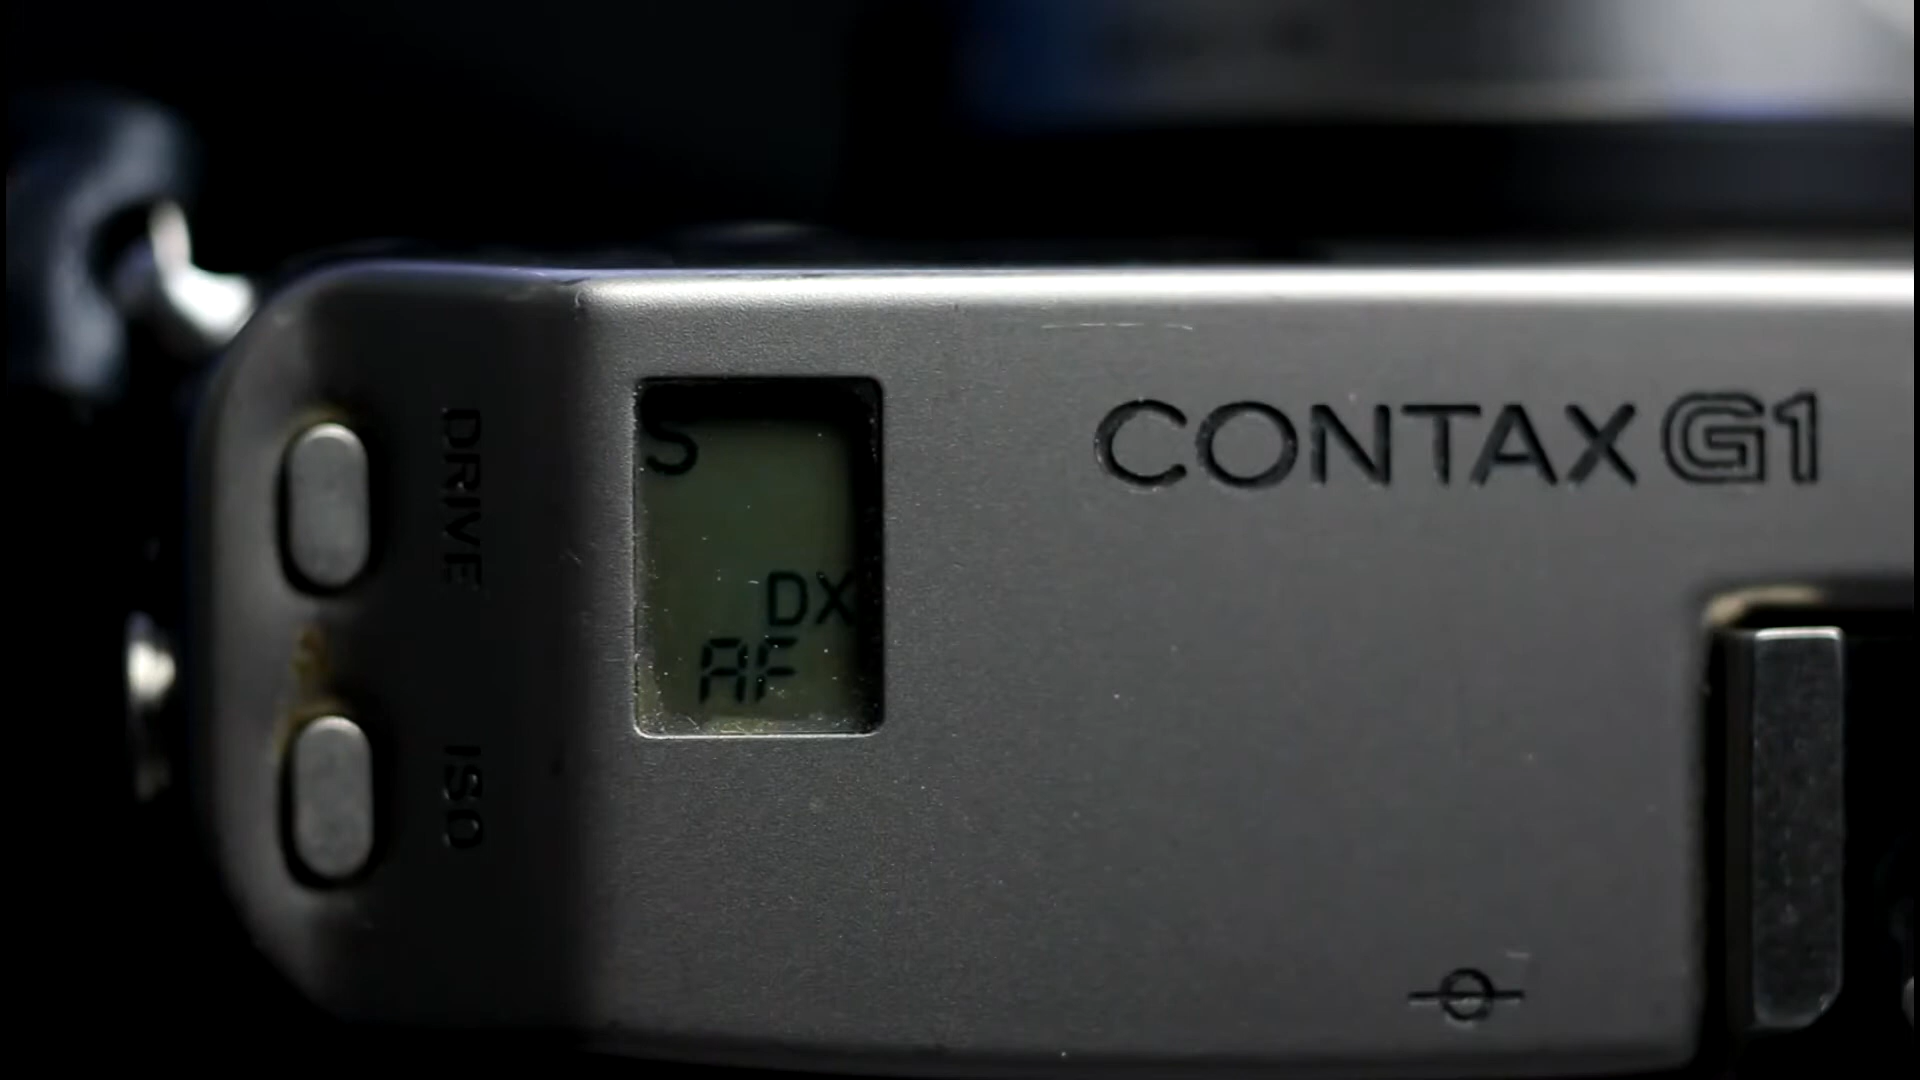 CONTAX G1
S
DX
AF
DRIVE
ISO